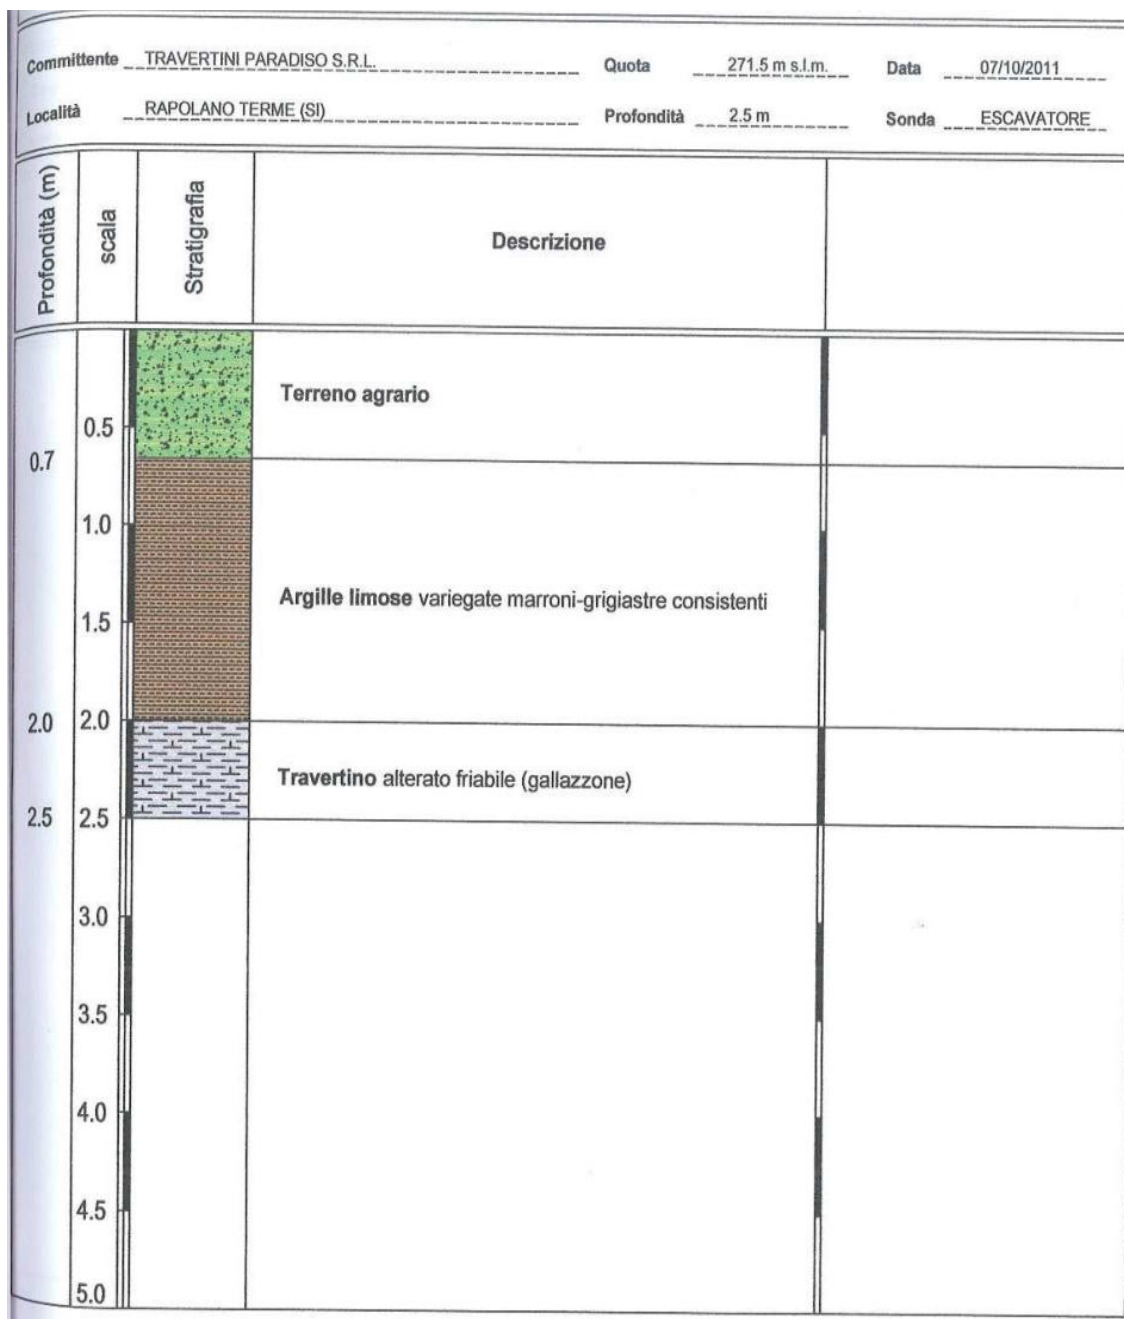 Committente TRAVERTINI PARADISO S.R.L. Quota 271.5 m s.l.m. Data 07/10/2011
Località RAPOLANO TERME (SI) Profondità 2.5 m Sonda ESCAVATORE
Profondità (m) scala Stratigrafia Descrizione
Terreno agrario
0.5
0.7
1.0
Argille limose variegate marroni-grigiastre consistenti
1.5
2.0 2.0
Travertino alterato friabile (gallazzone)
2.5 2.5
3.0
3.5
4.0
4.5
5.0